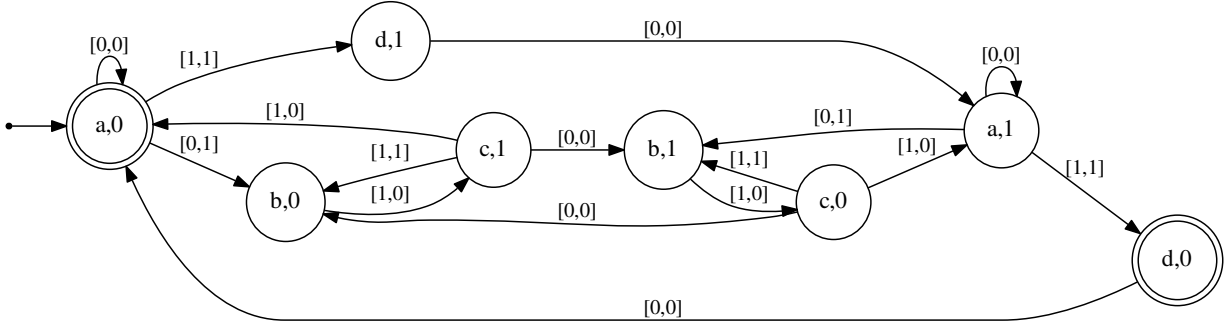 [0,0]
d,1
[0,0]
[1,1]
[0,0]
a,0
[1,0]
[0,1]
a,1
[0,1]
[1,1]
c,1
[0,0]
b,1
[1,1]
[1,0]
[1,1]
b,0
[1,0]
[1,0]
c,0
[0,0]
d,0
[0,0]